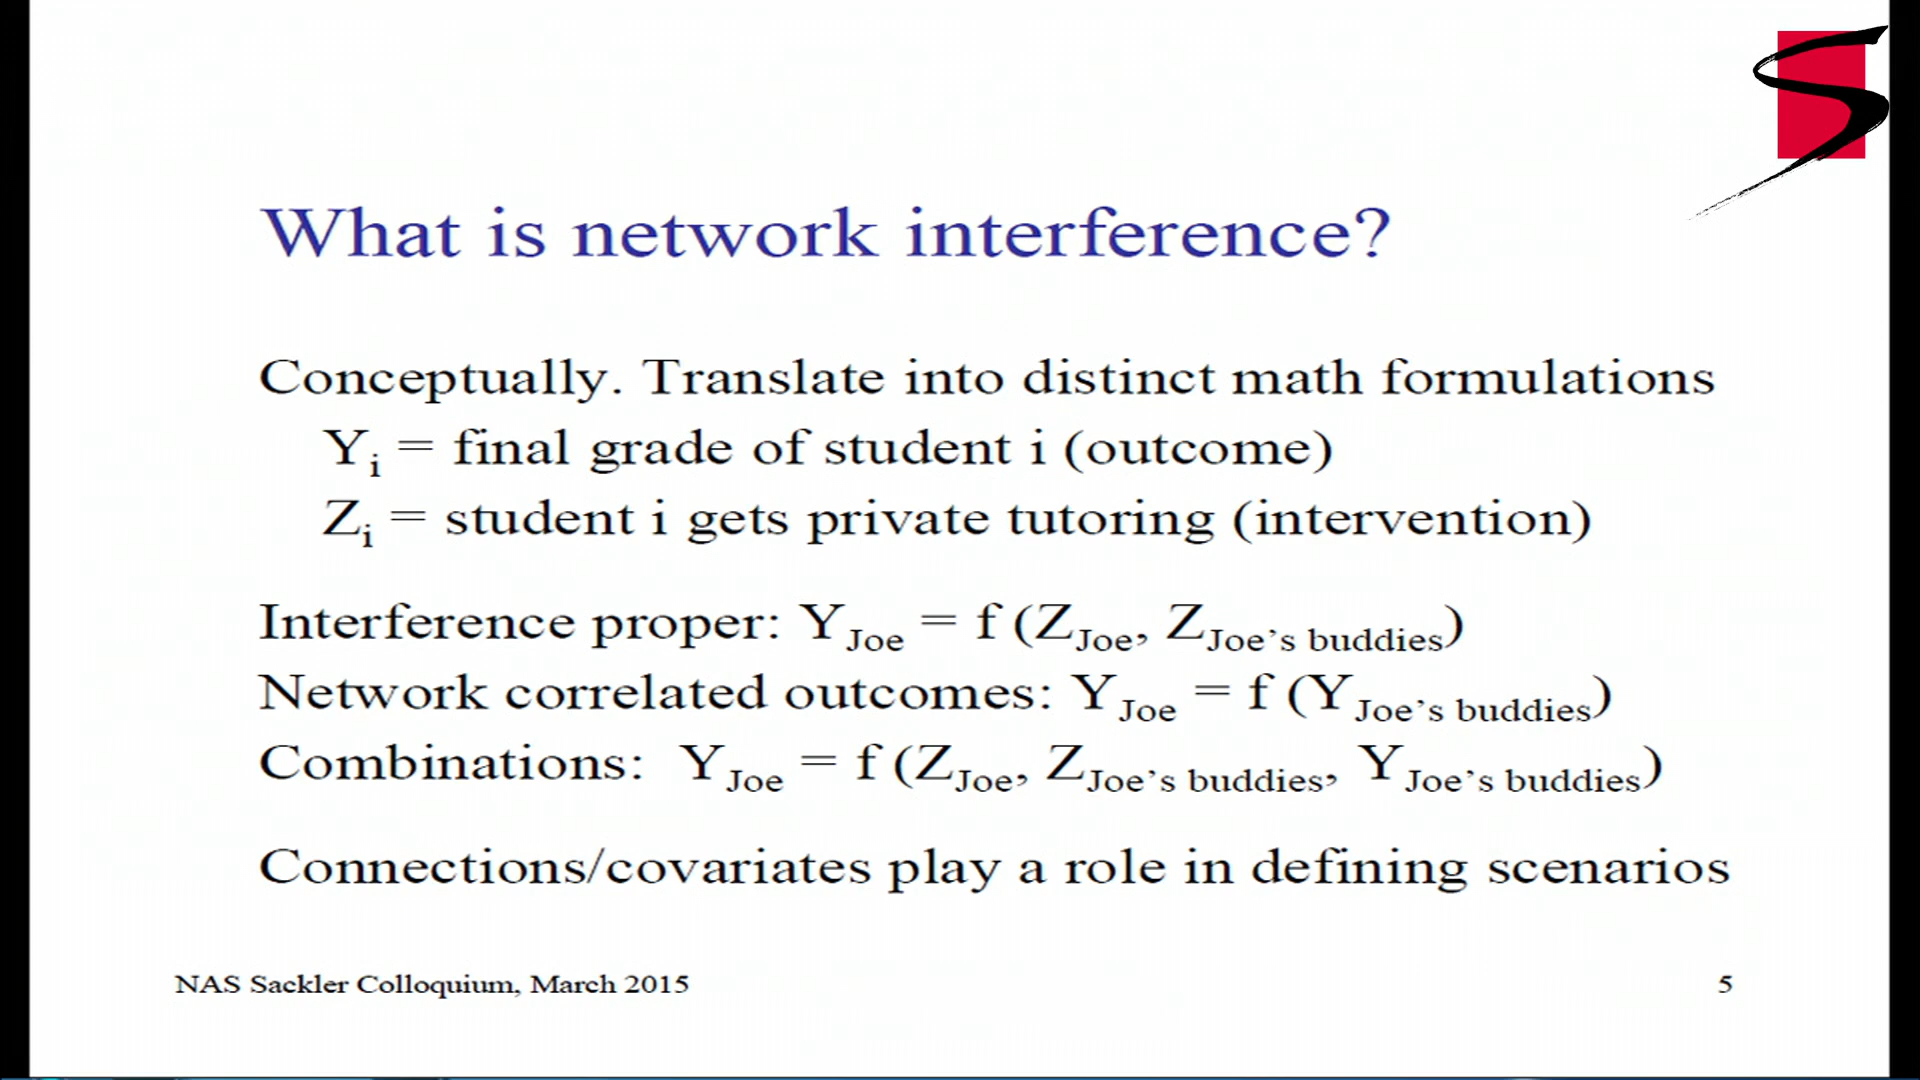 What is network interference?
Conceptually. Translate into distinct math formulations
Y_i = final grade of student i (outcome)
Z_i = student i gets private tutoring (intervention)
Interference proper: Y_Joe = f (Z_Joe, Z_Joe's buddies)
Network correlated outcomes: Y_Joe = f (Y_Joe's buddies)
Combinations: Y_Joe = f (Z_Joe, Z_Joe's buddies, Y_Joe's buddies)
Connections/covariates play a role in defining scenarios
NAS Sackler Colloquium, March 2015
5